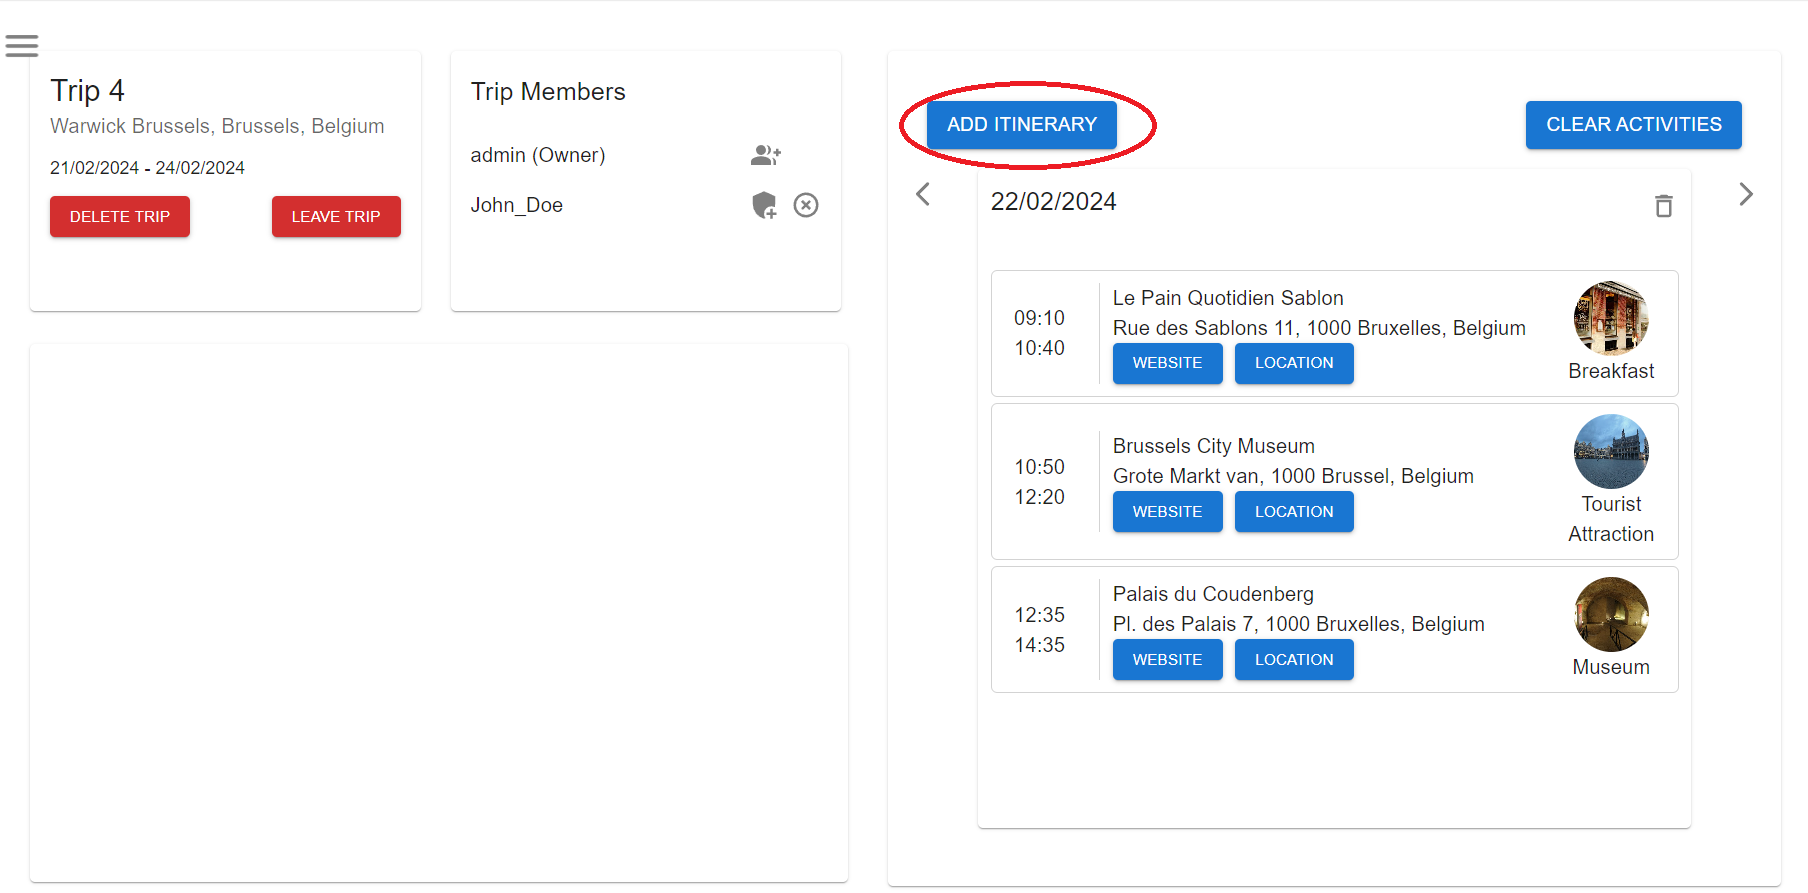 Trip 4
Warwick Brussels, Brussels, Belgium
21/02/2024 - 24/02/2024
DELETE TRIP
LEAVE TRIP
Trip Members
admin (Owner)
John_Doe
ADD ITINERARY
CLEAR ACTIVITIES
22/02/2024
09:10
10:40
Le Pain Quotidien Sablon
Rue des Sablons 11, 1000 Bruxelles, Belgium
WEBSITE
LOCATION
Breakfast
10:50
12:20
Brussels City Museum
Grote Markt van, 1000 Brussel, Belgium
WEBSITE
LOCATION
Tourist
Attraction
12:35
14:35
Palais du Coudenberg
Pl. des Palais 7, 1000 Bruxelles, Belgium
WEBSITE
LOCATION
Museum